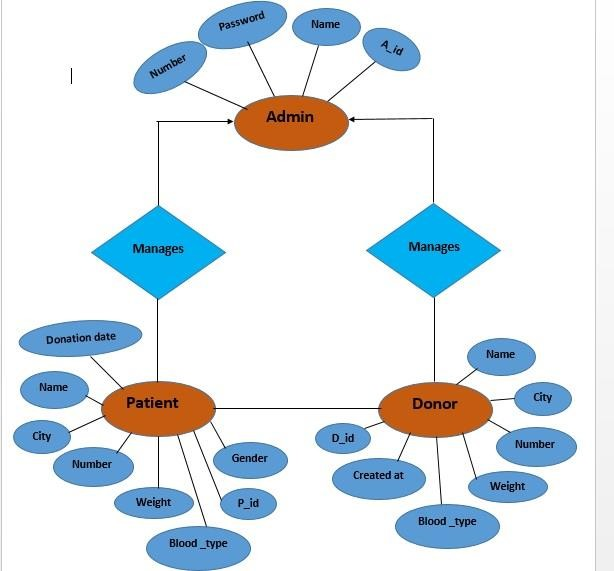 Password
Name
A_id
Number
Admin
Manages
Manages
Donation date
Name
Name
City
Patient
Donor
City
D_id
Number
Number
Gender
Created at
Weight
Weight
P_id
Blood _type
Blood _type